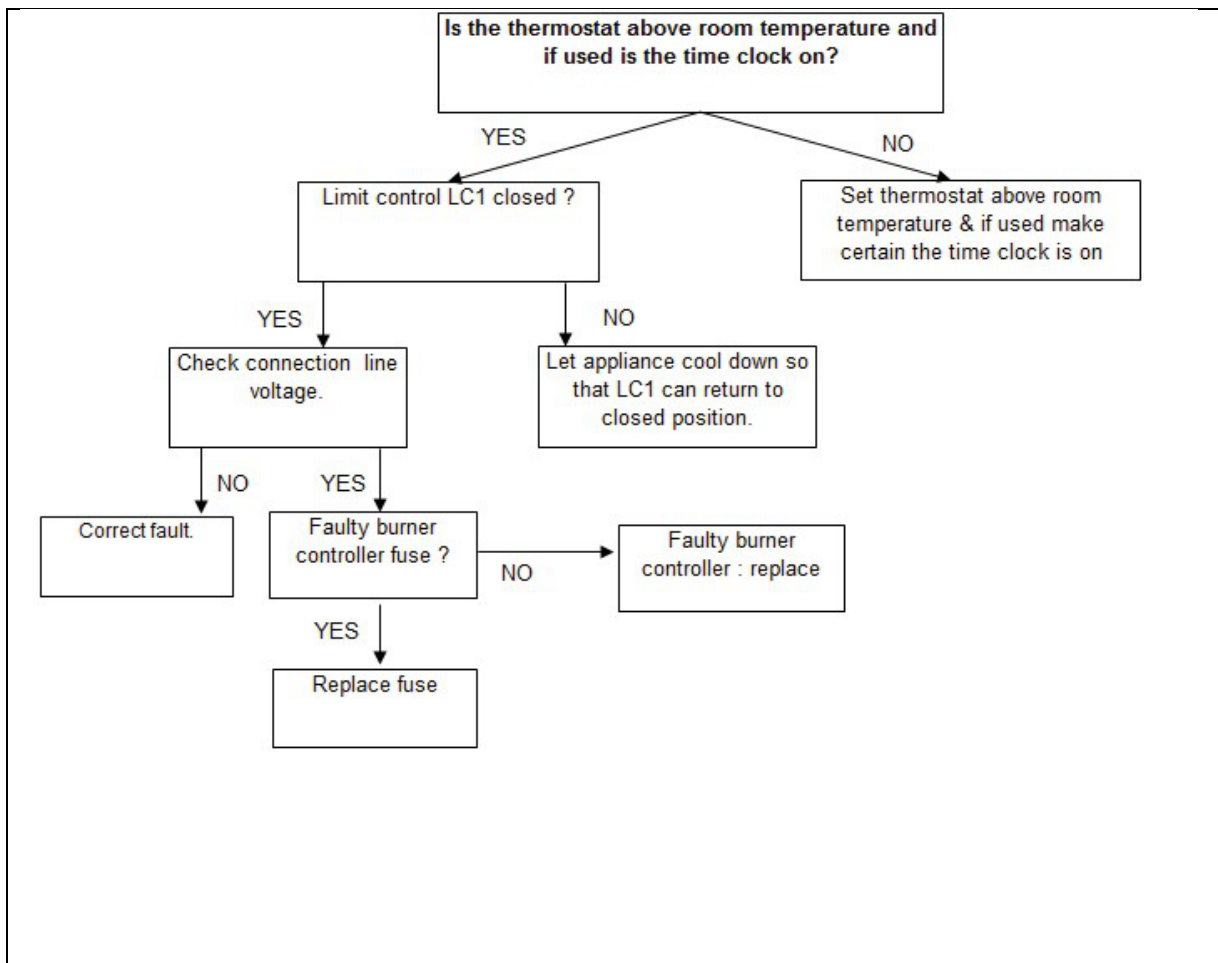 Is the thermostat above room temperature and
if used is the time clock on?
YES
NO
Limit control LC1 closed ?
Set thermostat above room
temperature & if used make
certain the time clock is on
YES
NO
Check connection line
voltage.
Let appliance cool down so
that LC1 can return to
closed position.
NO
YES
Correct fault.
Faulty burner
controller fuse ?
NO
Faulty burner
controller : replace
YES
Replace fuse